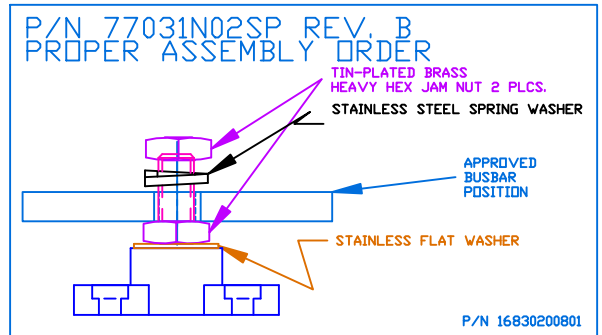 P/N 77031N02SP REV. B
PROPER ASSEMBLY ORDER
TIN-PLATED BRASS
HEAVY HEX JAM NUT 2 PLCS.
STAINLESS STEEL SPRING WASHER
APPROVED
BUSBAR
POSITION
STAINLESS FLAT WASHER
P/N 16830200801